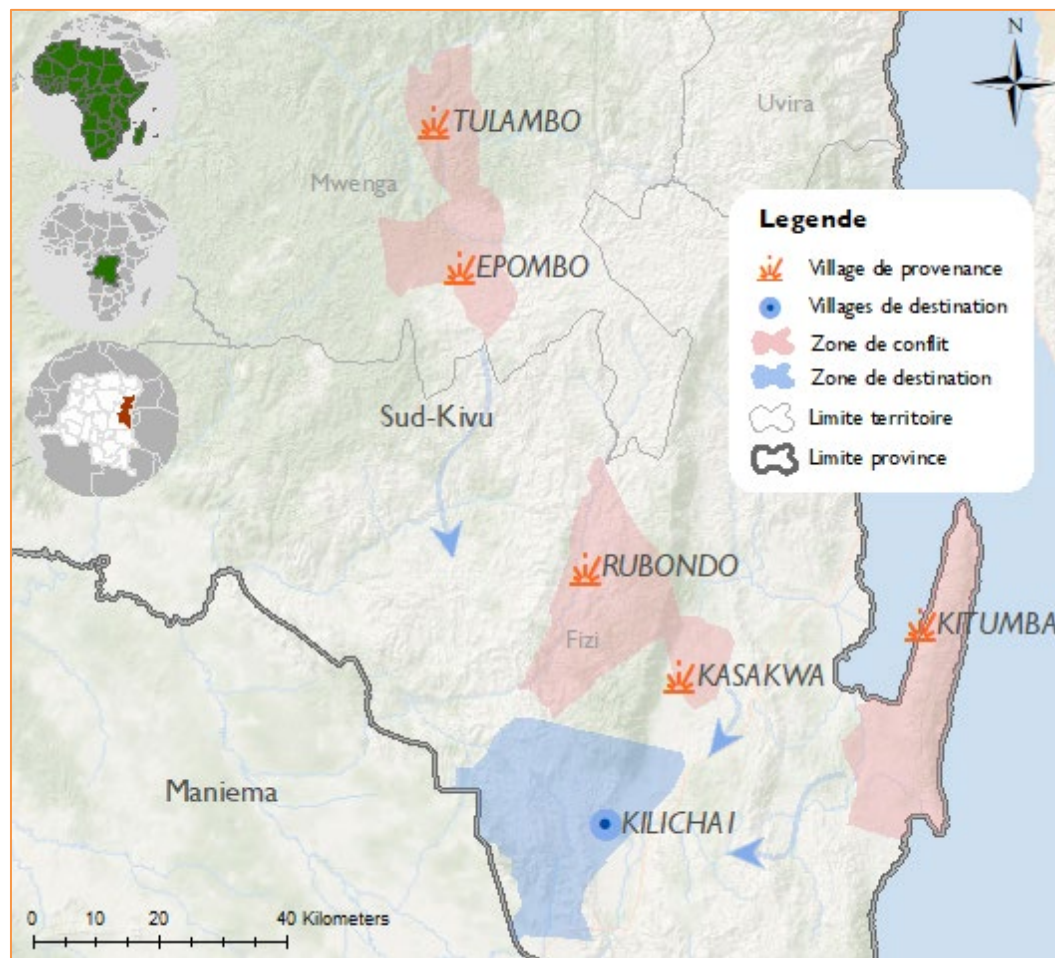 N
Uvira
TULAMBO
Mwenga
Legende
Village de provenance
EPOMBO
Villages de destination
Zone de conflit
Zone de destination
Sud-Kivu
Limite territoire
Limite province
RUBONDO
KITUMBA
Fizi
KASAKWA
Maniema
KILICHAI
0 10 20 40 Kilometers